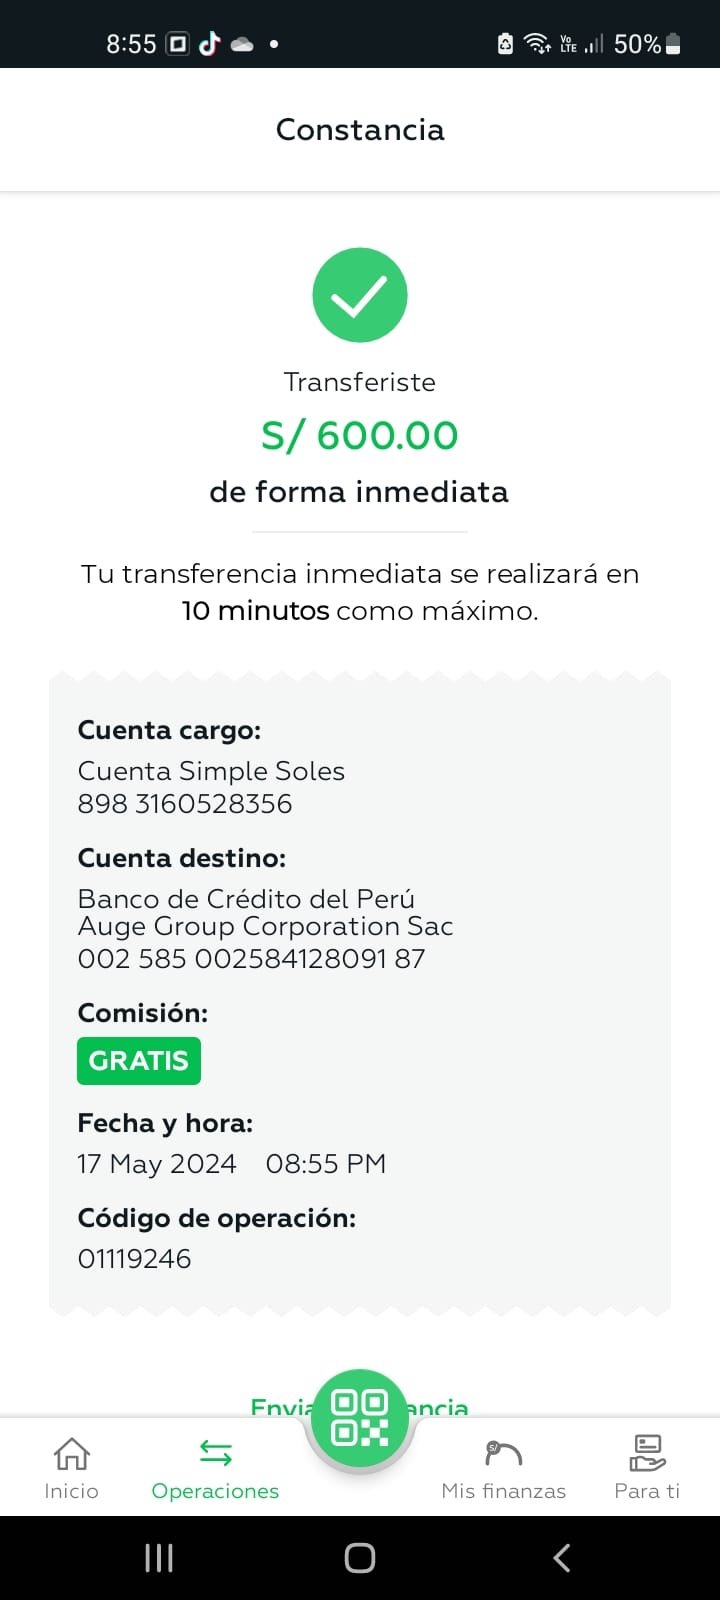 8:55
Vo
LTE
50%
Constancia
Transferiste
S/ 600.00
de forma inmediata
Tu transferencia inmediata se realizará en
10 minutos como máximo.
Cuenta cargo:
Cuenta Simple Soles
898 3160528356
Cuenta destino:
Banco de Crédito del Perú
Auge Group Corporation Sac
002 585 002584128091 87
Comisión:
GRATIS
Fecha y hora:
17 May 2024 08:55 PM
Código de operación:
01119246
Inicio
Operaciones
S/
Mis finanzas
Para ti